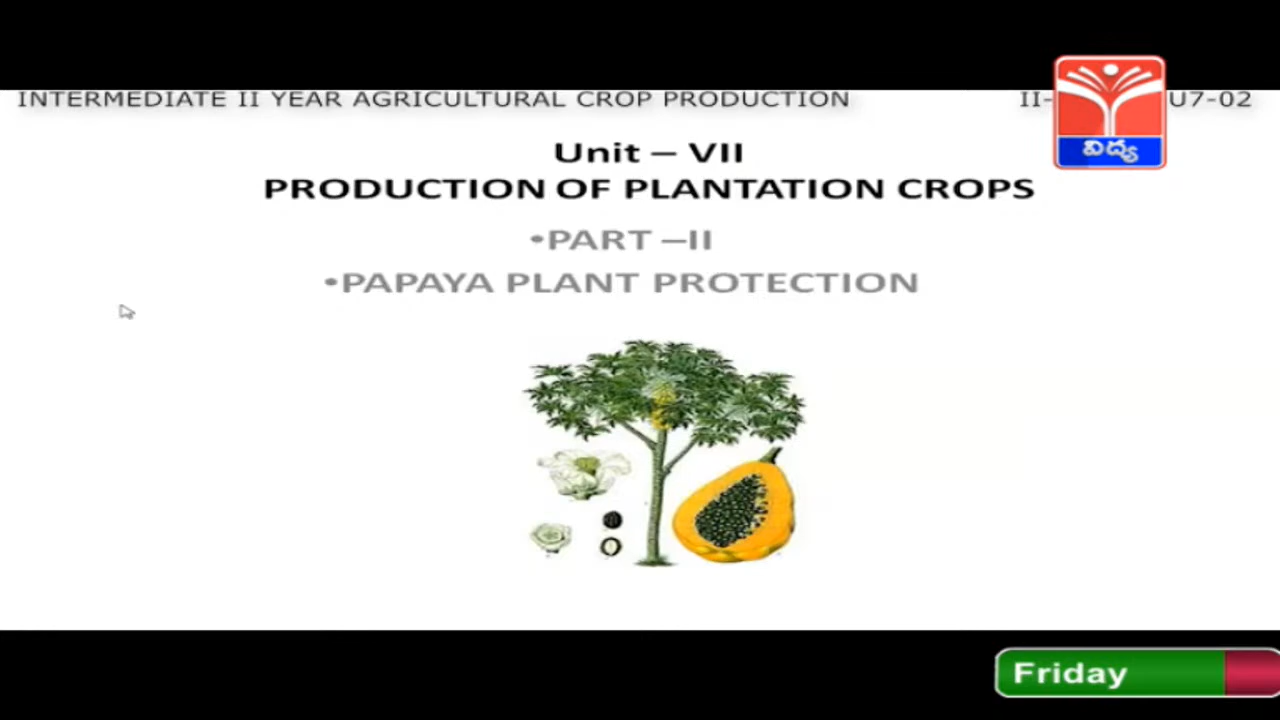 INTERMEDIATE II YEAR AGRICULTURAL CROP PRODUCTION
II- U7-02
విద్య
Unit – VII
PRODUCTION OF PLANTATION CROPS
•PART –II
•PAPAYA PLANT PROTECTION
Friday